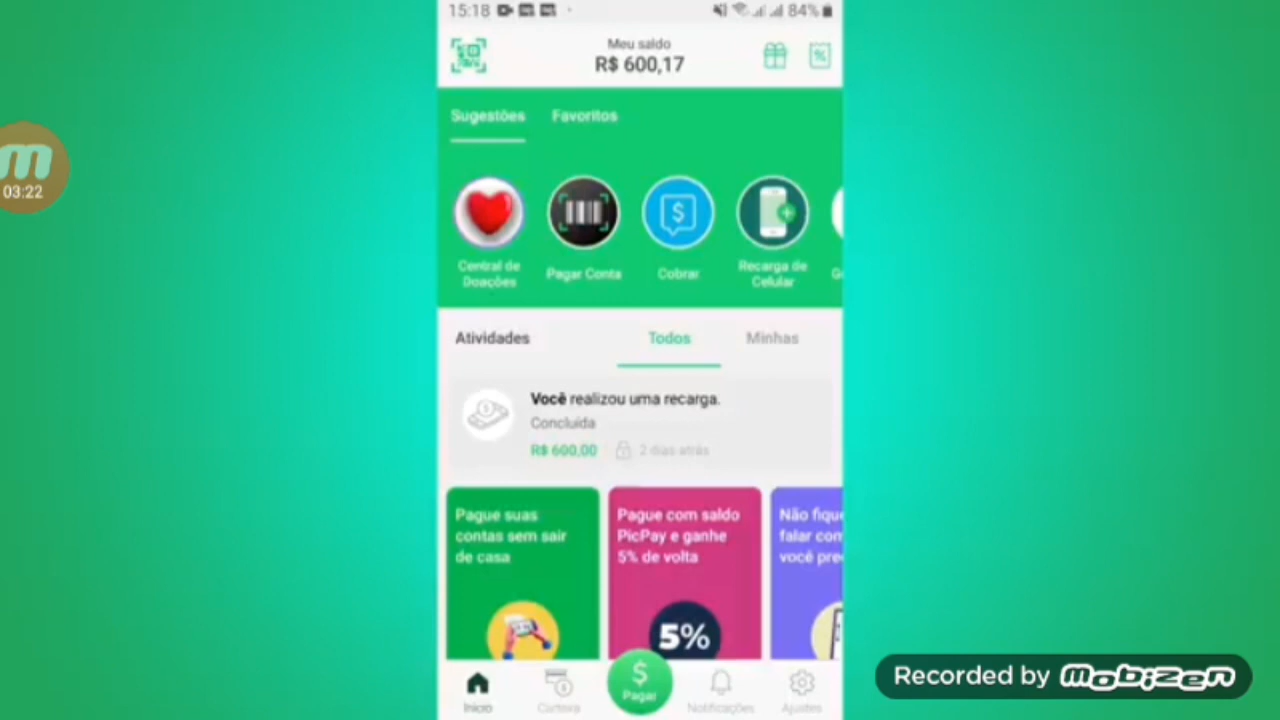 15:18
84%
Meu saldo
R$ 600,17
03:22
Sugestões Favoritos
Central de
Doações
Pagar Conta
Cobrar
Recarga de
Celular
G
Atividades Todos Minhas
Você realizou uma recarga.
Concluída
R$ 600,00 2 dias atrás
Pague suas
contas sem sair
de casa
Pague com saldo
PicPay e ganhe
5% de volta
5%
Não fiqu
falar com
você pre
Início
Carteira
$
Pagar
Notificações
Ajustes
Recorded by mobizen